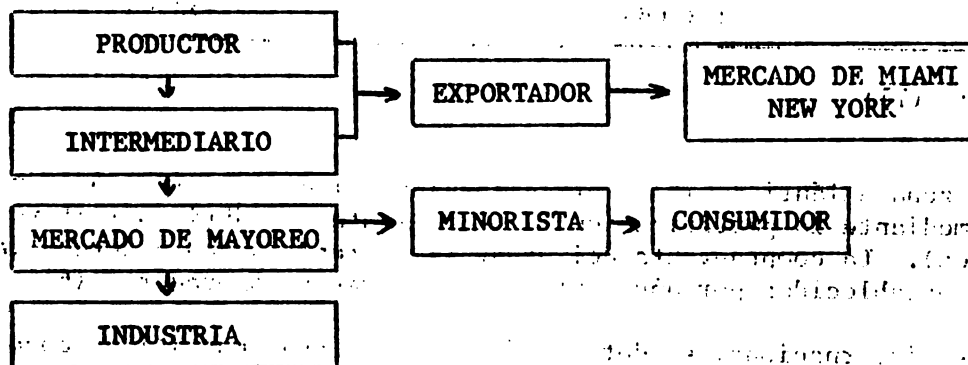 PRODUCTOR
INTERMEDIARIO
MERCADO DE MAYOREO
INDUSTRIA
EXPORTADOR
MERCADO DE MIAMI
NEW YORK
MINORISTA
CONSUMIDOR